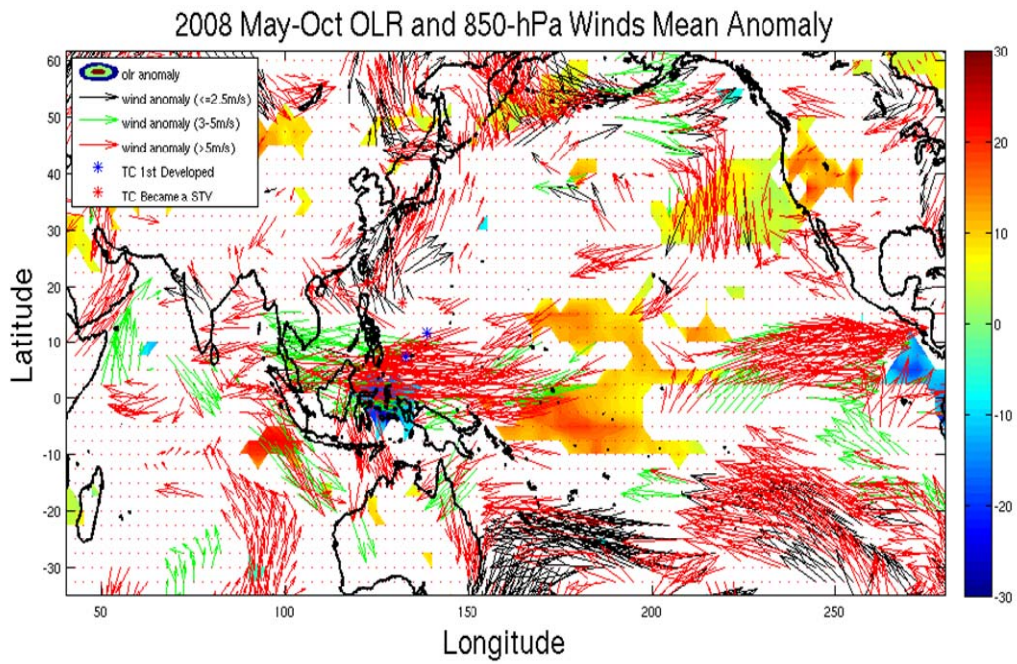 2008 May-Oct OLR and 850-hPa Winds Mean Anomaly
olr anomaly
wind anomaly (<=2.5m/s)
wind anomaly (3-5m/s)
wind anomaly (>5m/s)
TC 1st Developed
TC Became a STY
Latitude
60
50
40
30
20
10
0
-10
-20
-30
50 100 150 200 250
Longitude
30
20
10
0
-10
-20
-30